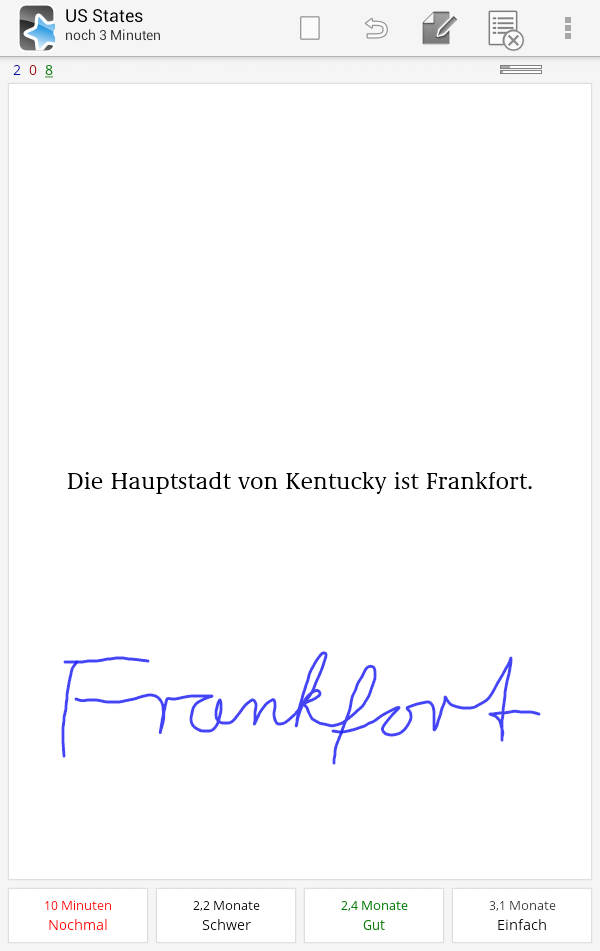 US States
noch 3 Minuten
2 0 8
Die Hauptstadt von Kentucky ist Frankfort.
Frankfort
10 Minuten
Nochmal
2,2 Monate
Schwer
2,4 Monate
Gut
3,1 Monate
Einfach